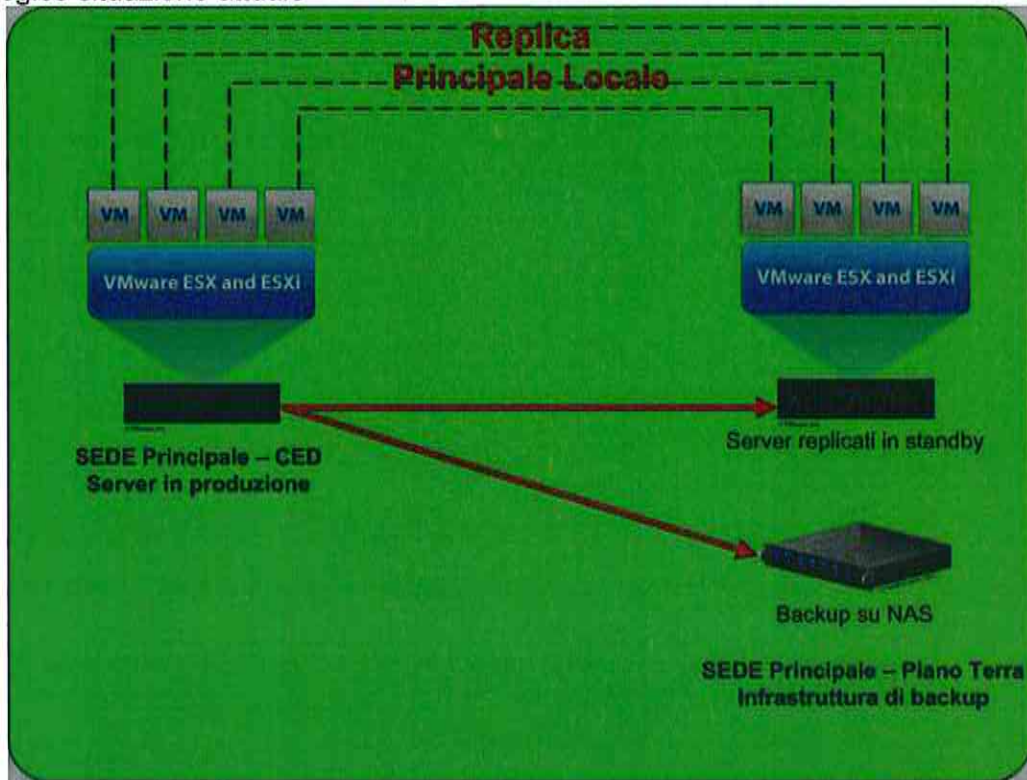 Replica
Principale Locale
VM VM VM VM
VM VM VM VM
VMware ESX and ESXi
VMware ESX and ESXi
SEDE Principale – CED
Server in produzione
Server replicati in standby
Backup su NAS
SEDE Principale – Piano Terra
Infrastruttura di backup